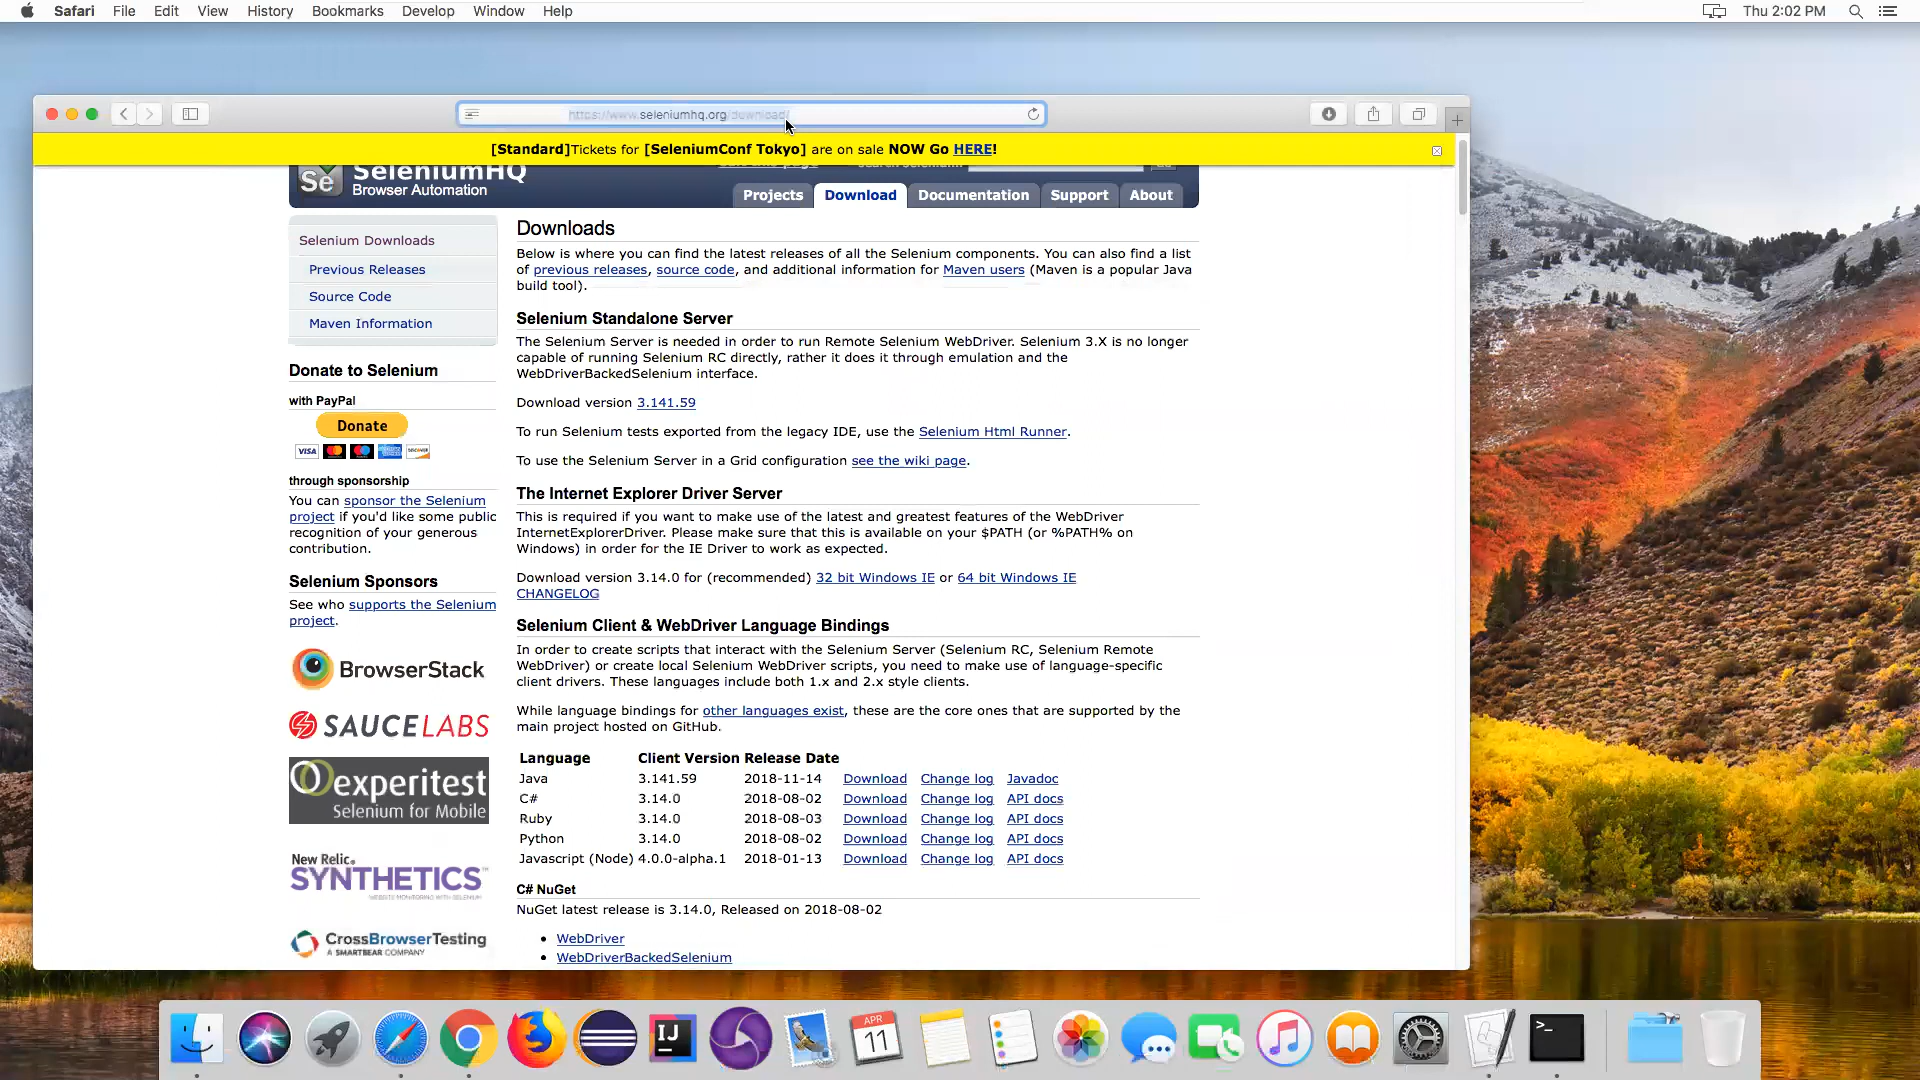 Safari File Edit View History Bookmarks Develop Window Help
Thu 2:02 PM
https://www.seleniumhq.org/download/
[Standard]Tickets for [SeleniumConf Tokyo] are on sale NOW Go HERE!
Se
SeleniumHQ
Browser Automation
Projects Download Documentation Support About
Selenium Downloads
Previous Releases
Source Code
Maven Information
Donate to Selenium
with PayPal
Donate
VISA
through sponsorship
You can sponsor the Selenium
project if you'd like some public
recognition of your generous
contribution.
Selenium Sponsors
See who supports the Selenium
project.
BrowserStack
SAUCELABS
experitest
Selenium for Mobile
New Relic.
SYNTHETICS
WEBSITE MONITORING WITH SELENIUM
CrossBrowserTesting
A SMARTBEAR COMPANY
Downloads
Below is where you can find the latest releases of all the Selenium components. You can also find a list
of previous releases, source code, and additional information for Maven users (Maven is a popular Java
build tool).
Selenium Standalone Server
The Selenium Server is needed in order to run Remote Selenium WebDriver. Selenium 3.X is no longer
capable of running Selenium RC directly, rather it does it through emulation and the
WebDriverBackedSelenium interface.
Download version 3.141.59
To run Selenium tests exported from the legacy IDE, use the Selenium Html Runner.
To use the Selenium Server in a Grid configuration see the wiki page.
The Internet Explorer Driver Server
This is required if you want to make use of the latest and greatest features of the WebDriver
InternetExplorerDriver. Please make sure that this is available on your $PATH (or %PATH% on
Windows) in order for the IE Driver to work as expected.
Download version 3.14.0 for (recommended) 32 bit Windows IE or 64 bit Windows IE
CHANGELOG
Selenium Client & WebDriver Language Bindings
In order to create scripts that interact with the Selenium Server (Selenium RC, Selenium Remote
WebDriver) or create local Selenium WebDriver scripts, you need to make use of language-specific
client drivers. These languages include both 1.x and 2.x style clients.
While language bindings for other languages exist, these are the core ones that are supported by the
main project hosted on GitHub.
Language Client Version Release Date
Java 3.141.59 2018-11-14 Download Change log Javadoc
C# 3.14.0 2018-08-02 Download Change log API docs
Ruby 3.14.0 2018-08-03 Download Change log API docs
Python 3.14.0 2018-08-02 Download Change log API docs
Javascript (Node) 4.0.0-alpha.1 2018-01-13 Download Change log API docs
C# NuGet
NuGet latest release is 3.14.0, Released on 2018-08-02
• WebDriver
• WebDriverBackedSelenium
IJ
APR
11
>_